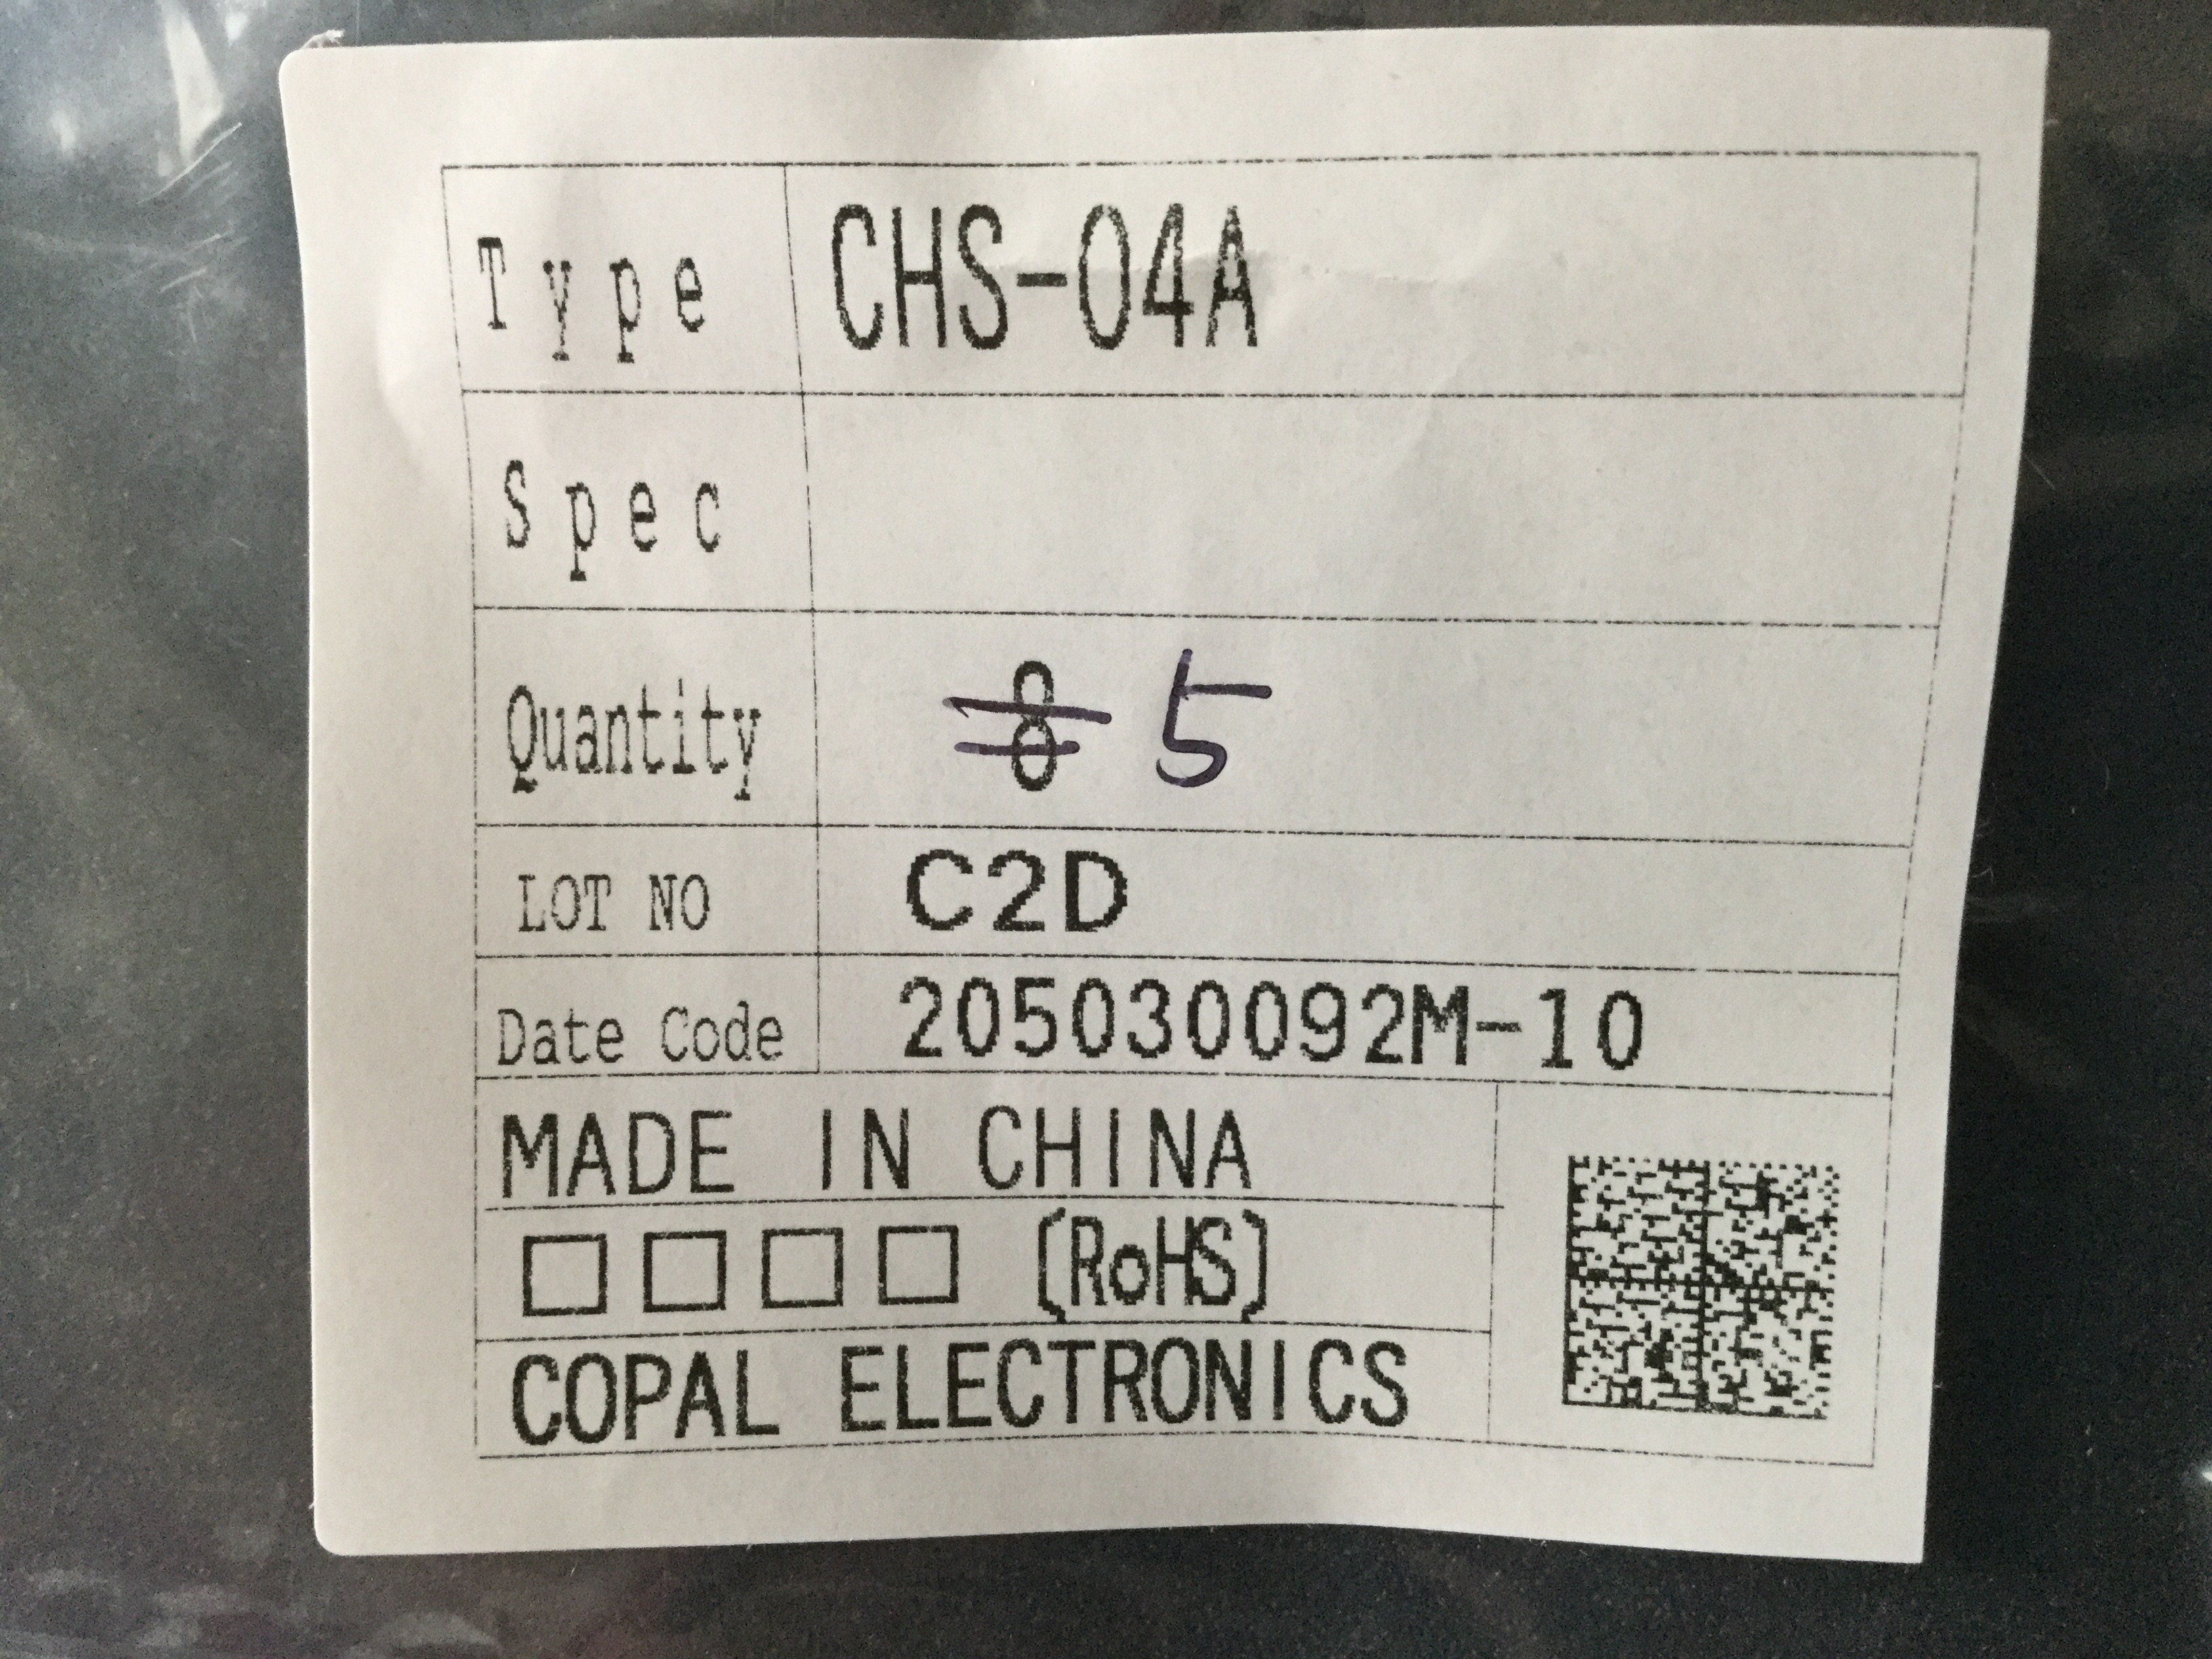 Type CHS-04A
Spec
Quantity 8 5
LOT NO C2D
Date Code 205030092M-10
MADE IN CHINA
□□□□ (RoHS)
COPAL ELECTRONICS